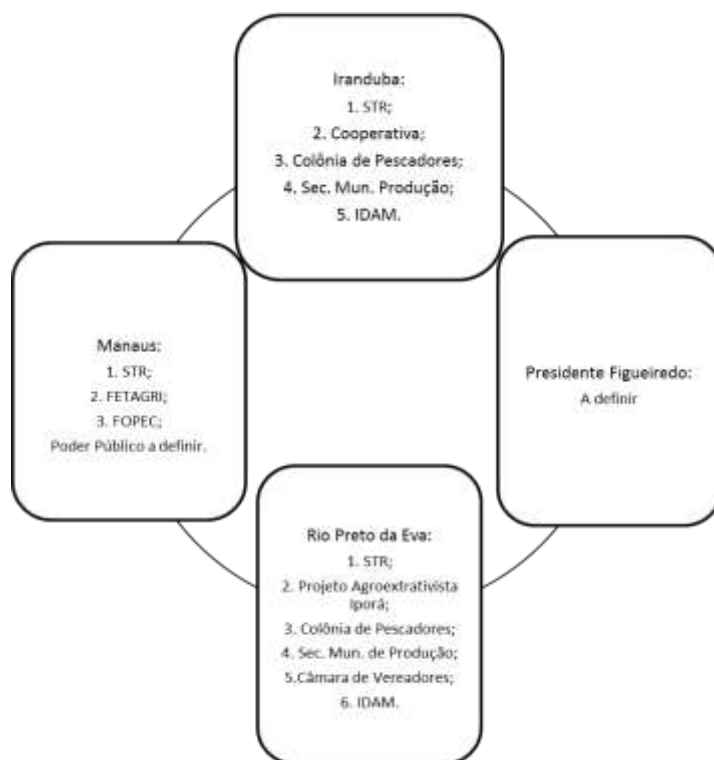 Iranduba:
1. STR;
2. Cooperativa;
3. Colônia de Pescadores;
4. Sec. Mun. Produção;
5. IDAM.
Manaus:
1. STR;
2. FETAGRI;
3. FOPEC;
Poder Público a definir.
Presidente Figueiredo:
A definir
Rio Preto da Eva:
1. STR;
2. Projeto Agroextrativista
Iporá;
3. Colônia de Pescadores;
4. Sec. Mun. de Produção;
5.Câmara de Vereadores;
6. IDAM.